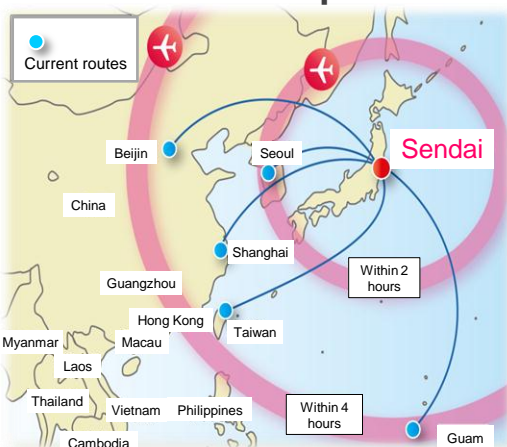 Current routes
Beijin
Seoul
Sendai
China
Shanghai
Within 2
hours
Guangzhou
Hong Kong
Taiwan
Myanmar
Macau
Laos
Thailand
Vietnam
Philippines
Within 4
hours
Guam
Cambodia